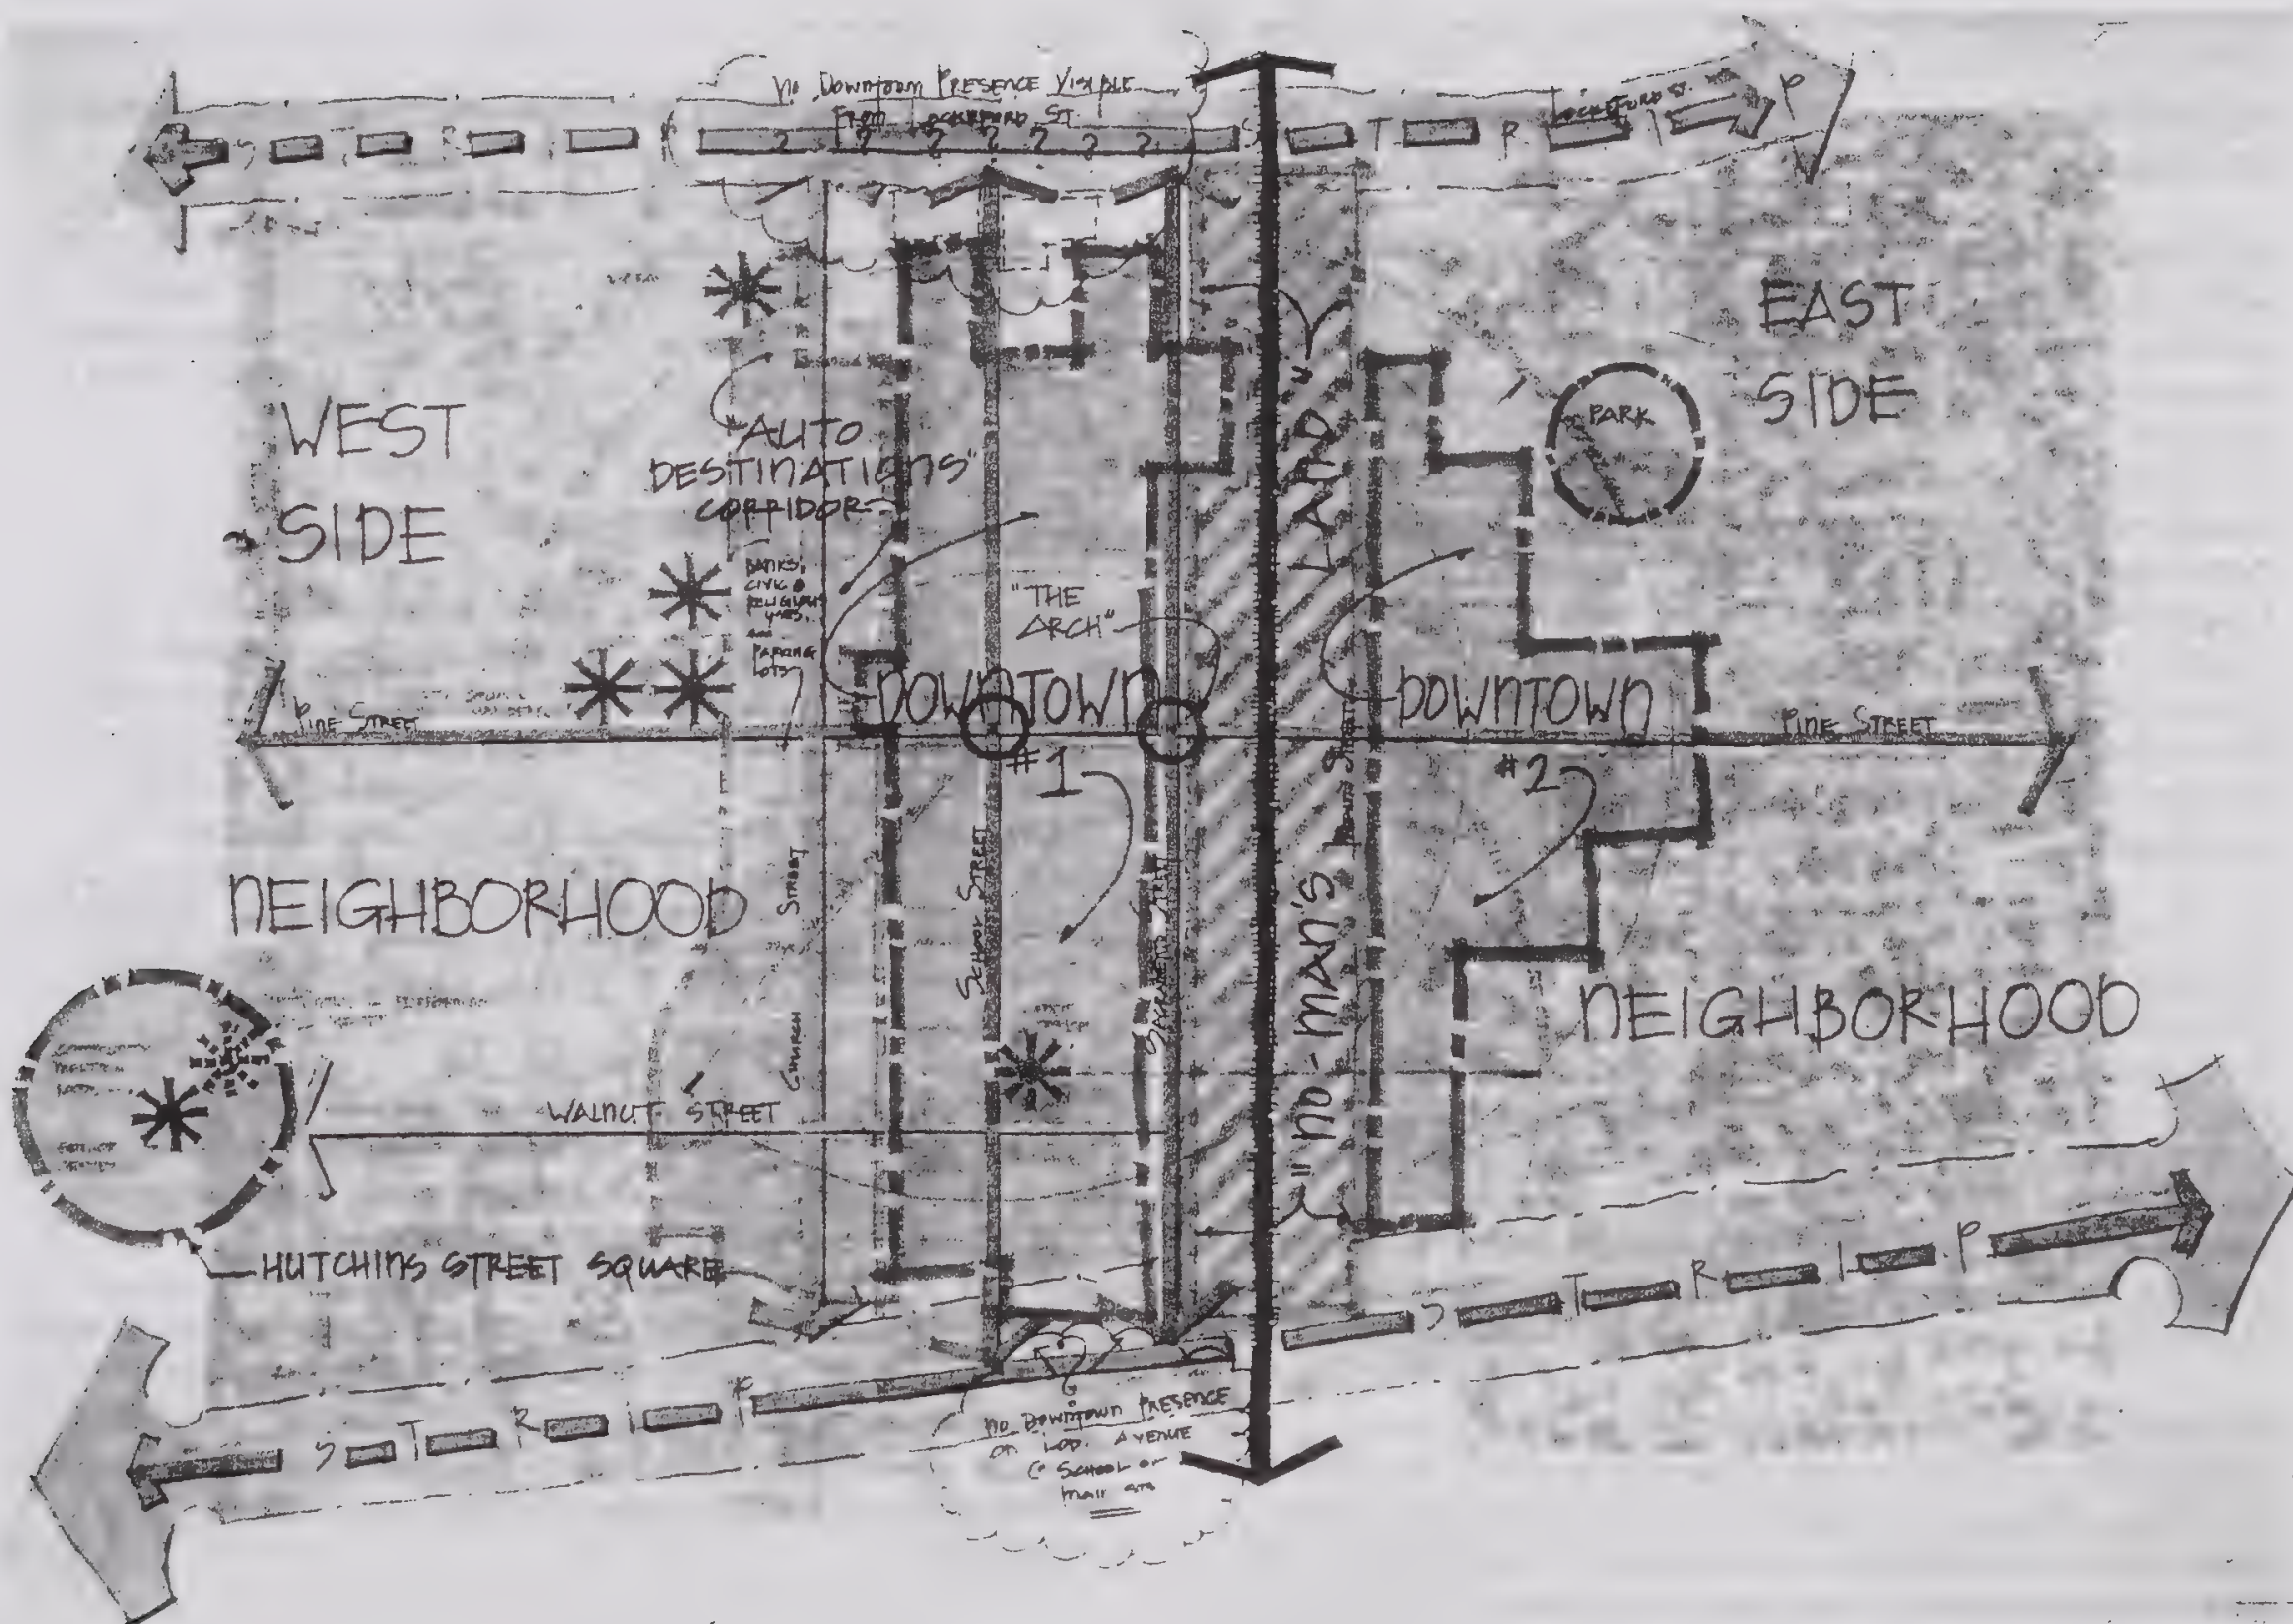 no Downtown Presence Visible
From Lockeford St.
Lockeford St.
S T R I P
S T R I P
? ? ? ? ? ? ?
WEST
SIDE
NEIGHBORHOOD
EAST
SIDE
NEIGHBORHOOD
PARK
"AUTO
DESTINATIONS"
CORRIDOR
BANKS,
CIVIC &
RELIGIOUS
USES,
AND
PARKING
LOTS
"THE
ARCH"
DOWNTOWN
#1
DOWNTOWN
#2
PINE STREET
PINE STREET
"NO-MAN'S LAND"
CHURCH STREET
SCHOOL STREET
SACRAMENTO STREET
STREET
WALNUT STREET
HUTCHINS STREET SQUARE
S T R I P
S T R I P
no Downtown PRESENCE
on LODI AVENUE
@ SCHOOL or
MAIN STS